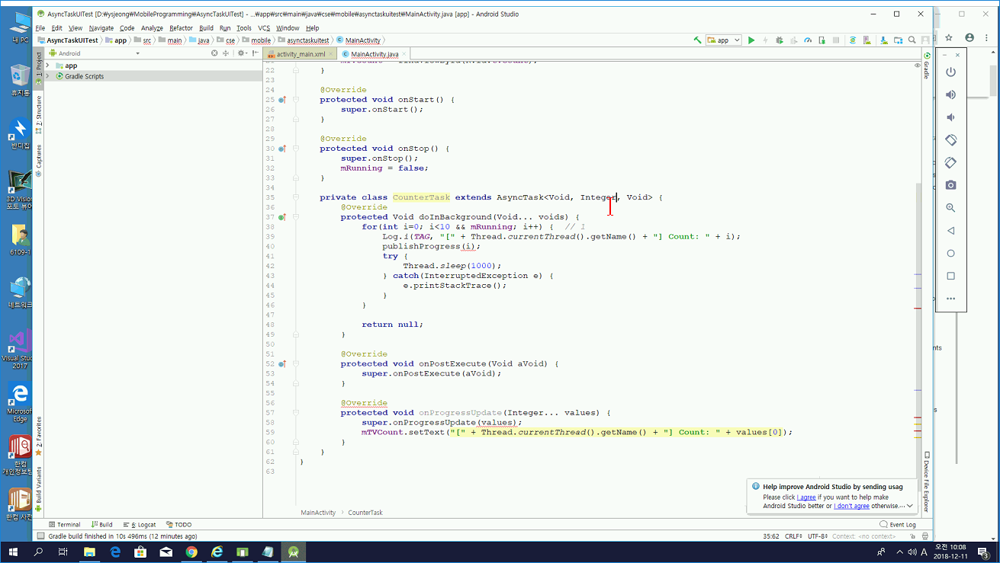 AsyncTaskUITest [D:₩ysjeong₩MobileProgramming₩AsyncTaskUITest] - ...₩app₩src₩main₩java₩cse₩mobile₩asynctaskuitest₩MainActivity.java [app] - Android Studio
File Edit View Navigate Code Analyze Refactor Build Run Tools VCS Window Help
AsyncTaskUITest app src main java cse mobile asynctaskuitest MainActivity
app
Android
activity_main.xml MainActivity.java
app
Gradle Scripts
1: Project
7: Structure
Captures
2: Favorites
Build Variants
Gradle
Device File Explorer
내 PC
휴지통
반디집
3D Vision
포토 뷰어
6109-1
네트워크
Visual Stud
2017
Microsof
Edge
한컴
한컴 사전
22 }
23
24 @Override
25 protected void onStart() {
26 super.onStart();
27 }
28
29 @Override
30 protected void onStop() {
31 super.onStop();
32 mRunning = false;
33 }
34
35 private class CounterTask extends AsyncTask<Void, Integer, Void> {
36 @Override
37 protected Void doInBackground(Void... voids) {
38 for(int i=0; i<10 && mRunning; i++) { // 1
39 Log.i(TAG, "[" + Thread.currentThread().getName() + "] Count: " + i);
40 publishProgress(i);
41 try {
42 Thread.sleep(1000);
43 } catch(InterruptedException e) {
44 e.printStackTrace();
45 }
46 }
47
48 return null;
49 }
50
51 @Override
52 protected void onPostExecute(Void aVoid) {
53 super.onPostExecute(aVoid);
54 }
55
56 @Override
57 protected void onProgressUpdate(Integer... values) {
58 super.onProgressUpdate(values);
59 mTVCount.setText("[" + Thread.currentThread().getName() + "] Count: " + values[0]);
60 }
61 }
62 }
63
Help improve Android Studio by sending usag
Please click I agree if you want to help make
Android Studio better or I don't agree otherwise....
MainActivity CounterTask
Terminal Build 6: Logcat TODO Event Log
Gradle build finished in 10s 496ms (12 minutes ago) 35:62 CRLF UTF-8 Context: <no context>
A 오전 10:08
2018-12-11
3